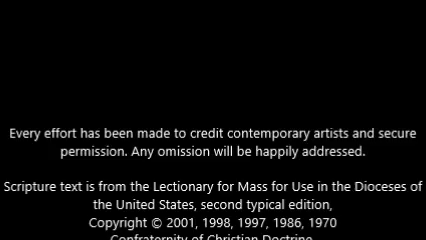 Every effort has been made to credit contemporary artists and secure
permission. Any omission will be happily addressed.
Scripture text is from the Lectionary for Mass for Use in the Dioceses of
the United States, second typical edition,
Copyright © 2001, 1998, 1997, 1986, 1970
Confraternity of Christian Doctrine